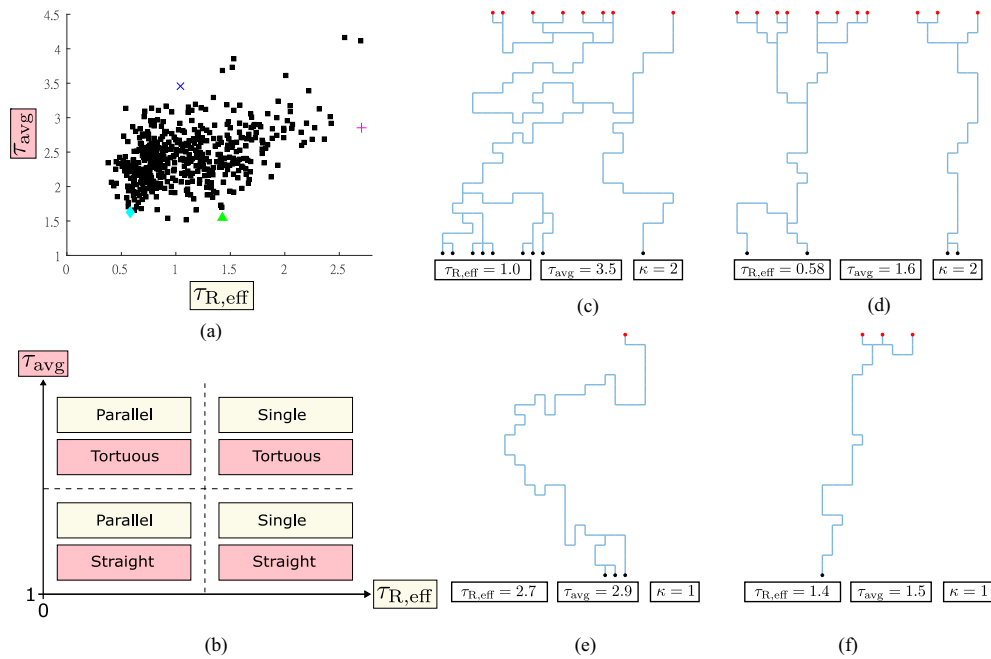 4.5
4
3.5
3
2.5
2
1.5
1
τavg
0
0.5
1
1.5
2
2.5
τR,eff
(a)
τR,eff = 1.0
τavg = 3.5
κ = 2
(c)
τR,eff = 0.58
τavg = 1.6
κ = 2
(d)
τavg
Parallel
Single
Tortuous
Tortuous
Parallel
Single
Straight
Straight
1
0
τR,eff
(b)
τR,eff = 2.7
τavg = 2.9
κ = 1
(e)
τR,eff = 1.4
τavg = 1.5
κ = 1
(f)